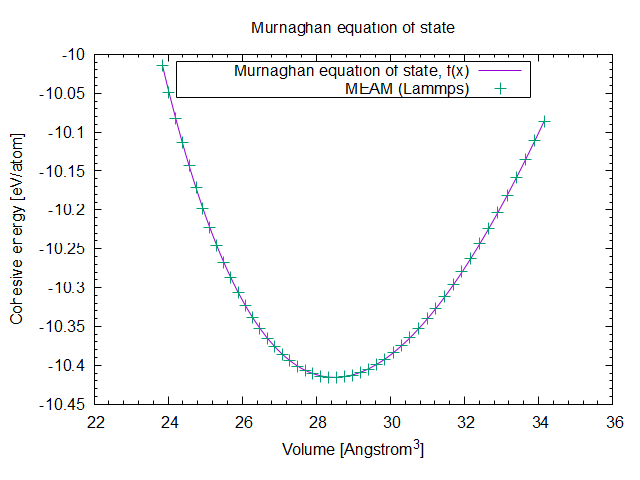 Murnaghan equation of state
Murnaghan equation of state, f(x)
MEAM (Lammps)
-10
-10.05
-10.1
-10.15
-10.2
-10.25
-10.3
-10.35
-10.4
-10.45
Cohesive energy [eV/atom]
22 24 26 28 30 32 34 36
Volume [Angstrom³]